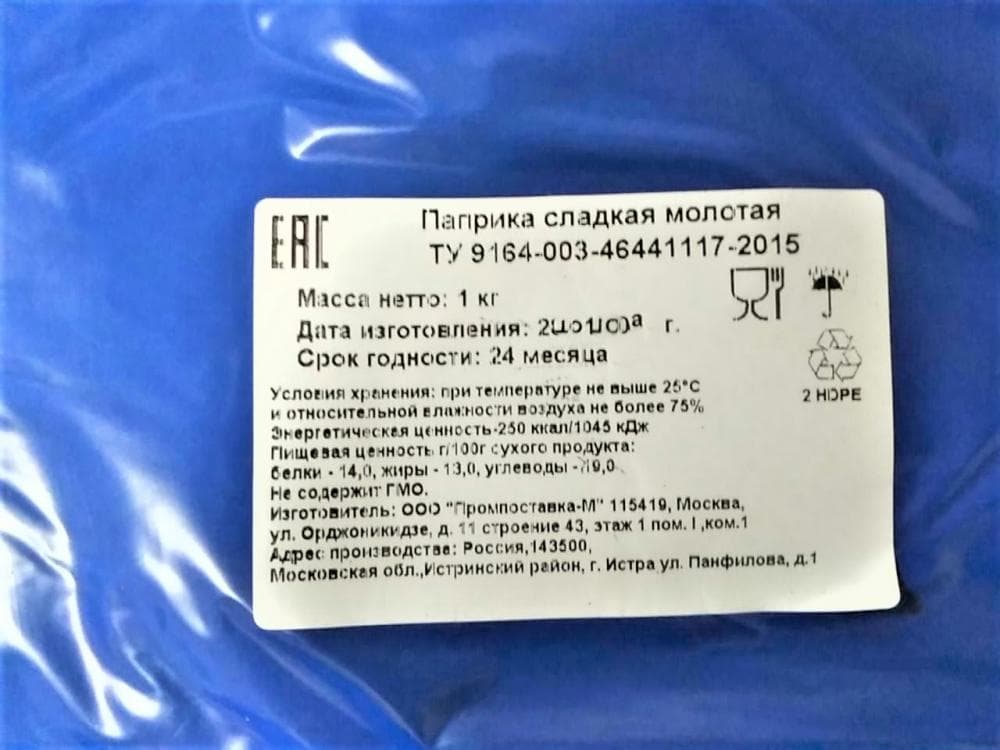 EAC
Паприка сладкая молотая
ТУ 9164-003-46441117-2015
Масса нетто: 1 кг
Дата изготовления: г.
Срок годности: 24 месяца
2 HDPE
Условия хранения: при температуре не выше 25°С
и относительной влажности воздуха не более 75%
Энергетическая ценность-250 ккал/1045 кДж
Пищевая ценность г/100г сухого продукта:
белки - 14,0, жиры - 13,0, углеводы -
Не содержит ГМО.
Изготовитель: ООО "Промпоставка-М" 115419, Москва,
ул. Орджоникидзе, д. 11 строение 43, этаж 1 пом. I ,ком.1
Адрес производства: Россия,143500,
Московская обл.,Истринский район, г. Истра ул. Панфилова, д.1